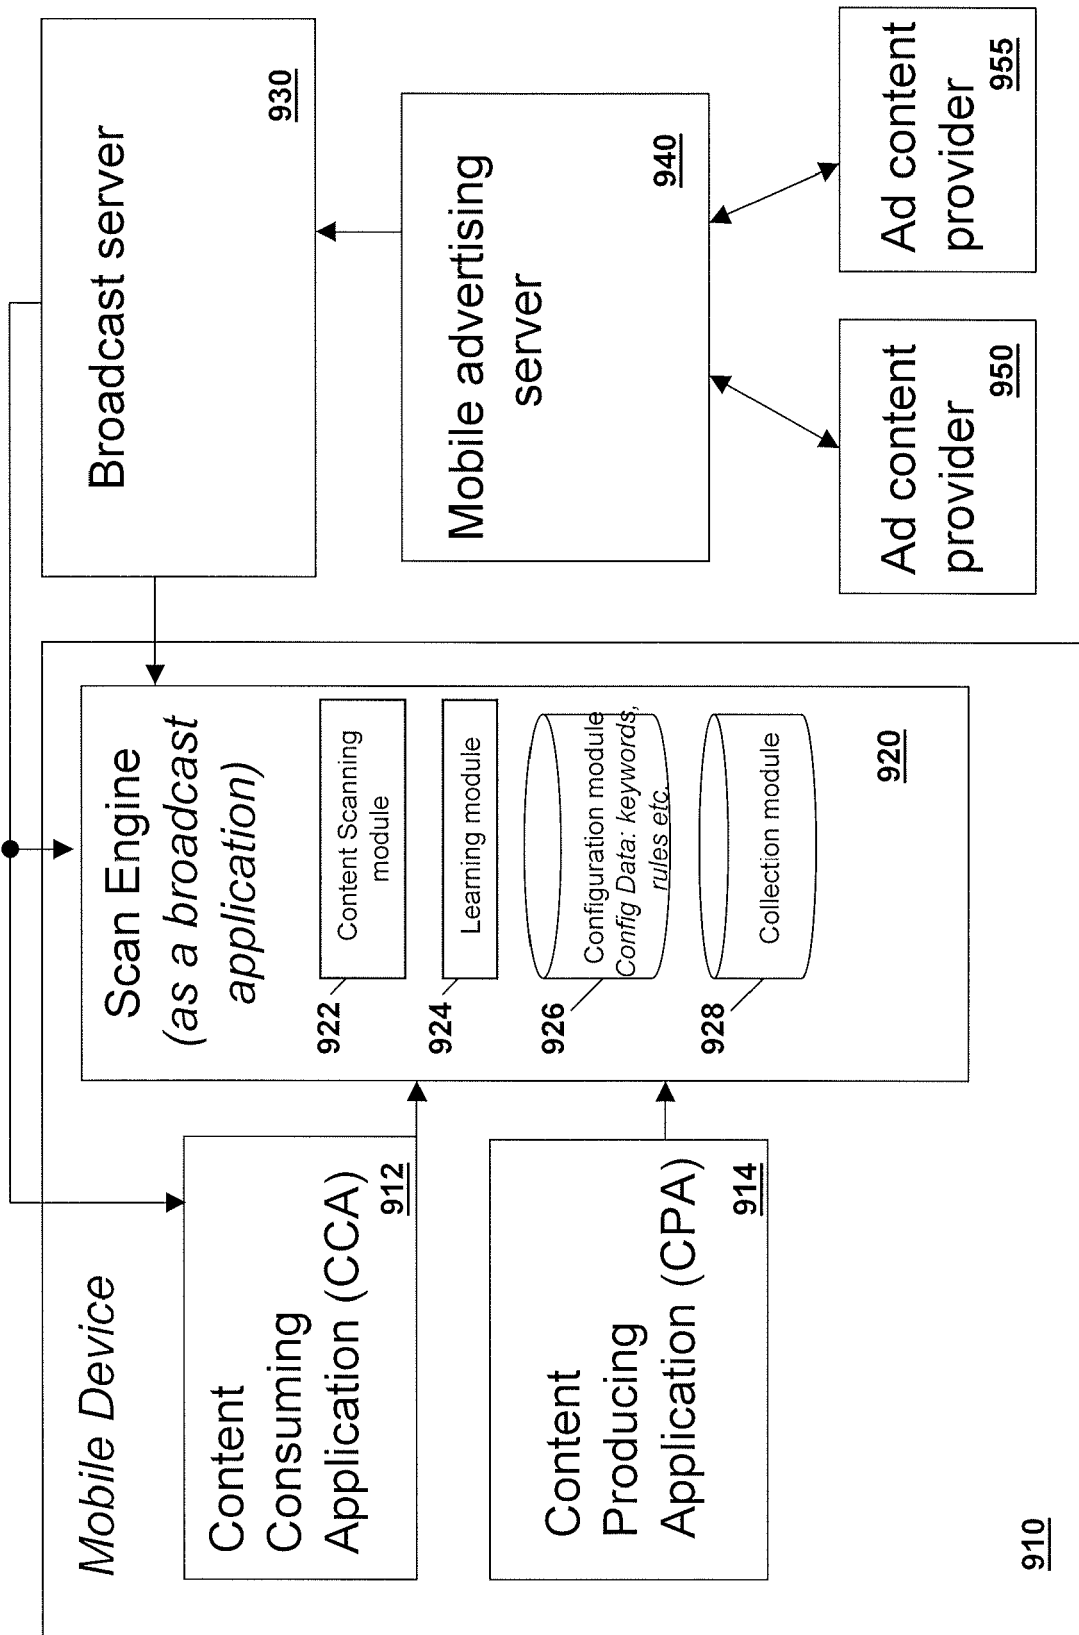 Mobile Device
Content
Consuming
Application (CCA)
912
Content
Producing
Application (CPA)
914
910
Scan Engine
(as a broadcast
application)
922
Content Scanning
module
924
Learning module
926
Configuration module
Config Data: keywords,
rules etc.
928
Collection module
920
Broadcast server
930
Mobile advertising
server
940
Ad content
provider
950
Ad content
provider
955